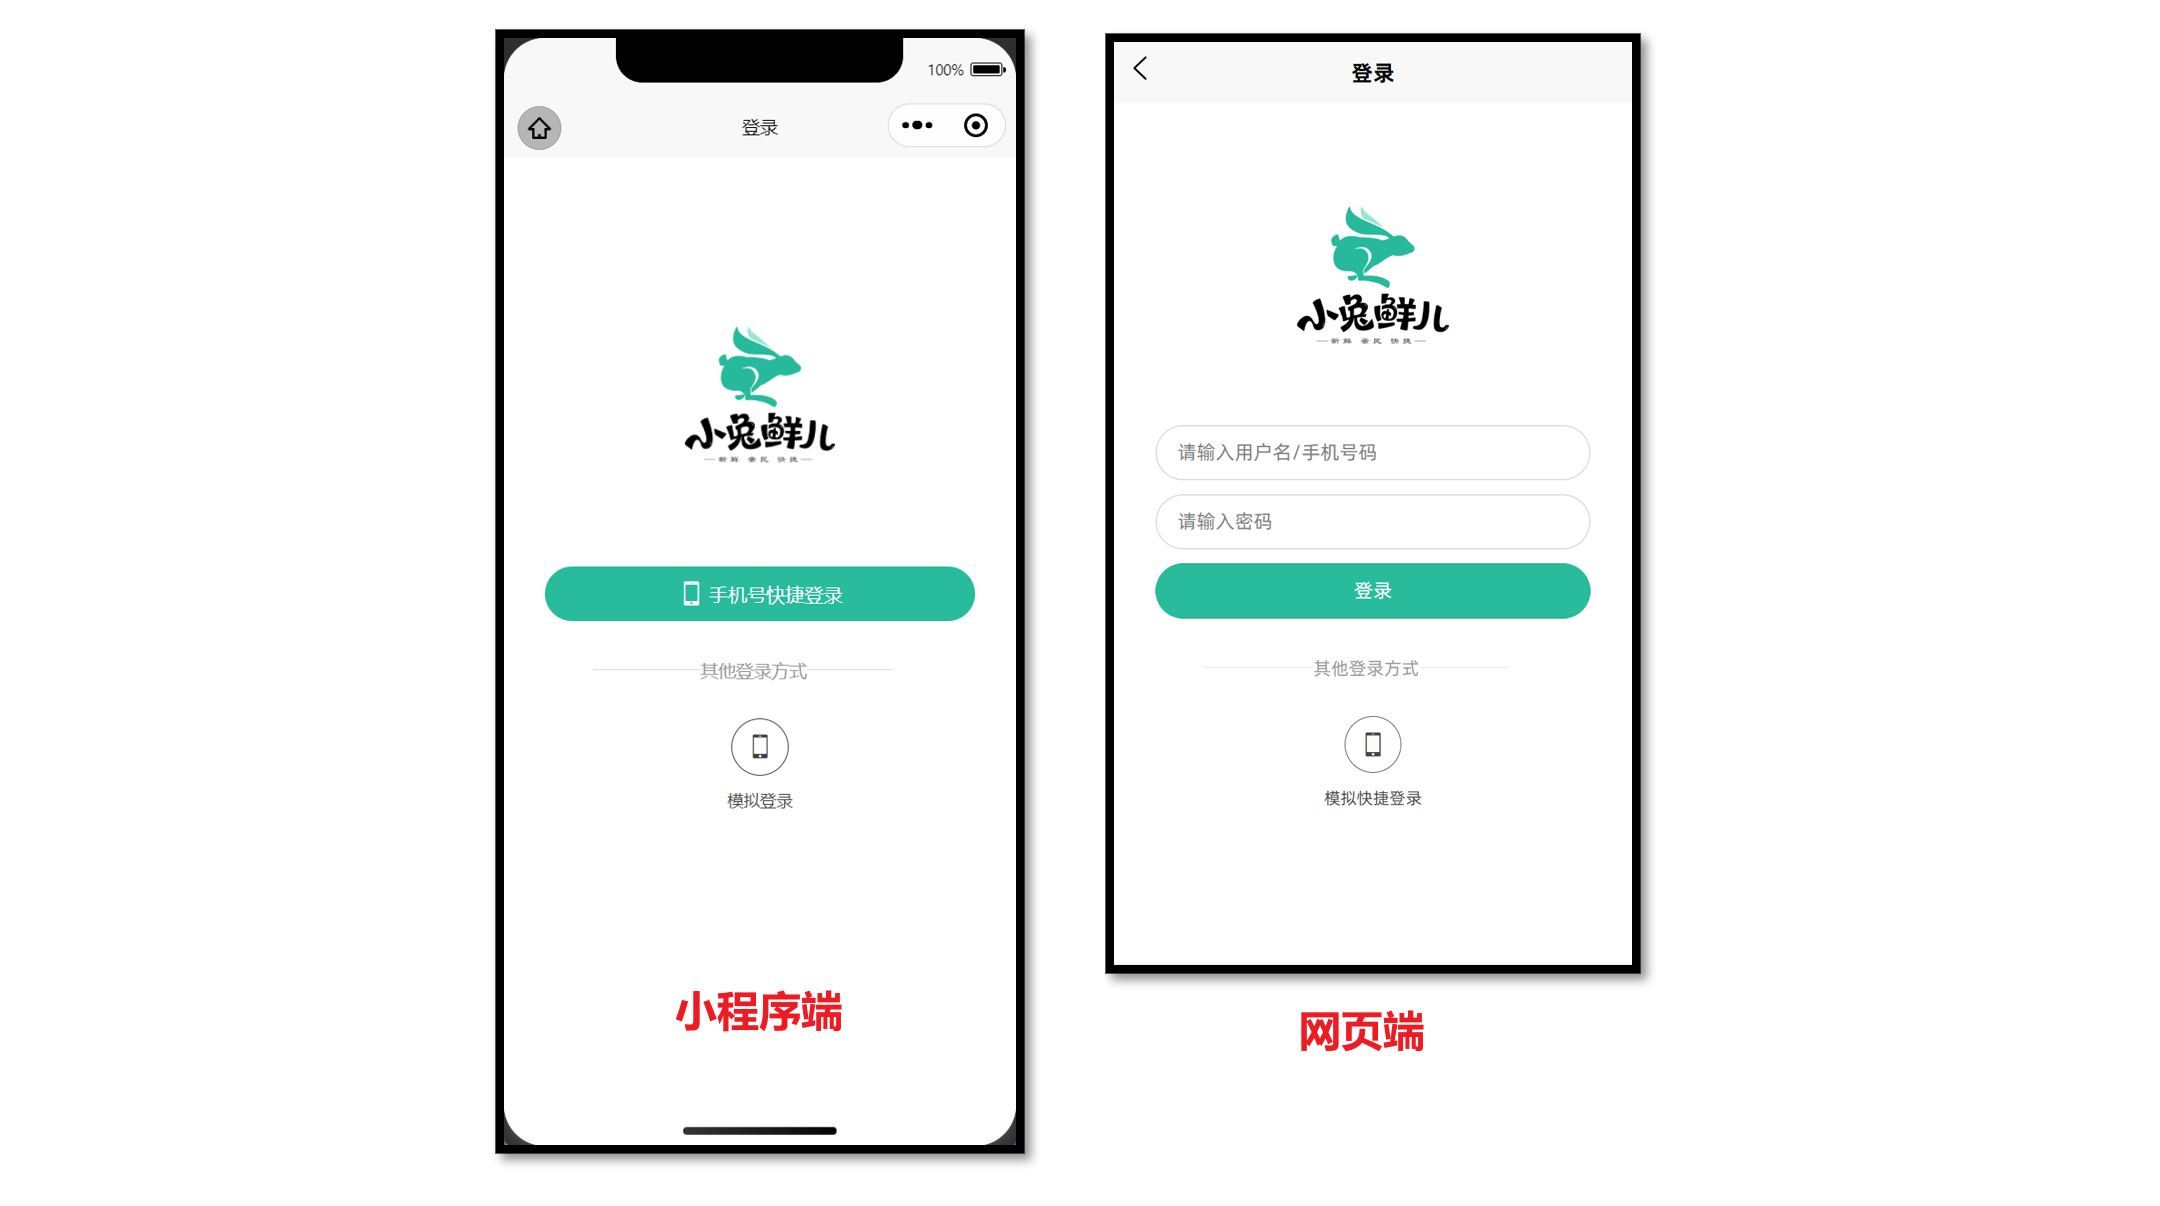 100%
登录
小兔鲜儿
新鲜 亲民 快捷
手机号快捷登录
其他登录方式
模拟登录
小程序端
登录
小兔鲜儿
新鲜 亲民 快捷
请输入用户名/手机号码
请输入密码
登录
其他登录方式
模拟快捷登录
网页端